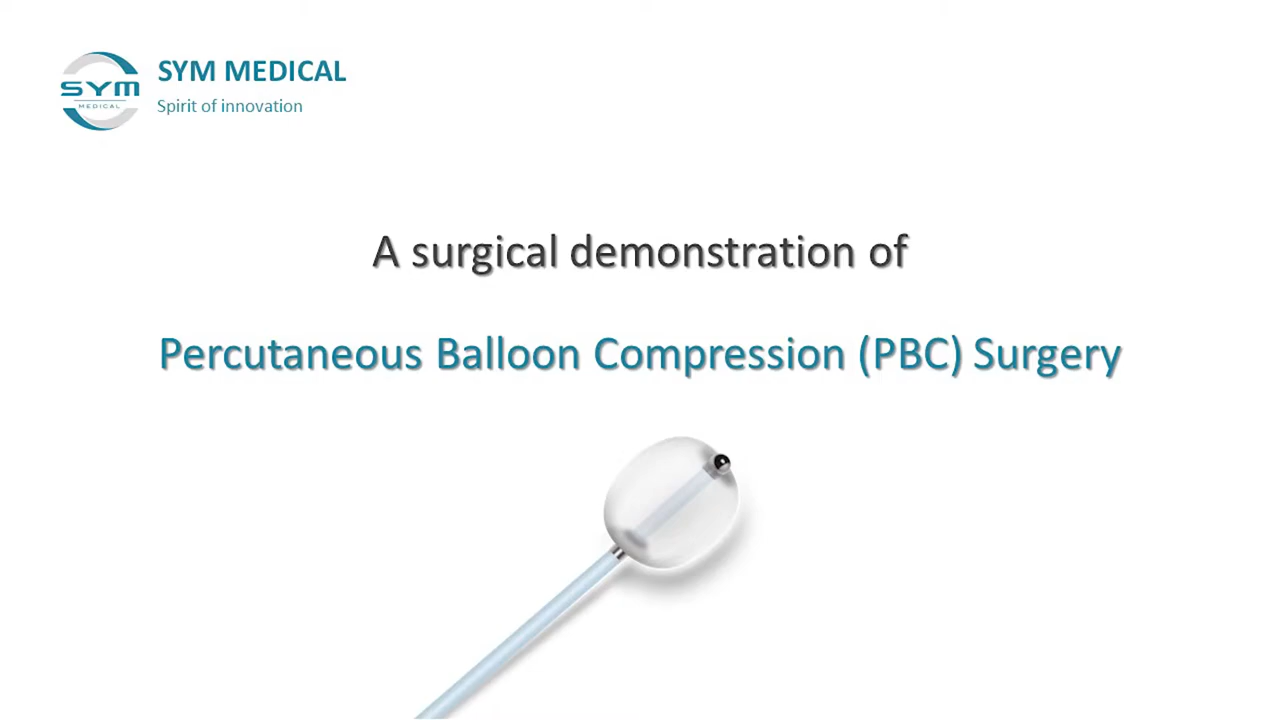 SYM MEDICAL
Spirit of innovation
SYM
MEDICAL
A surgical demonstration of
Percutaneous Balloon Compression (PBC) Surgery